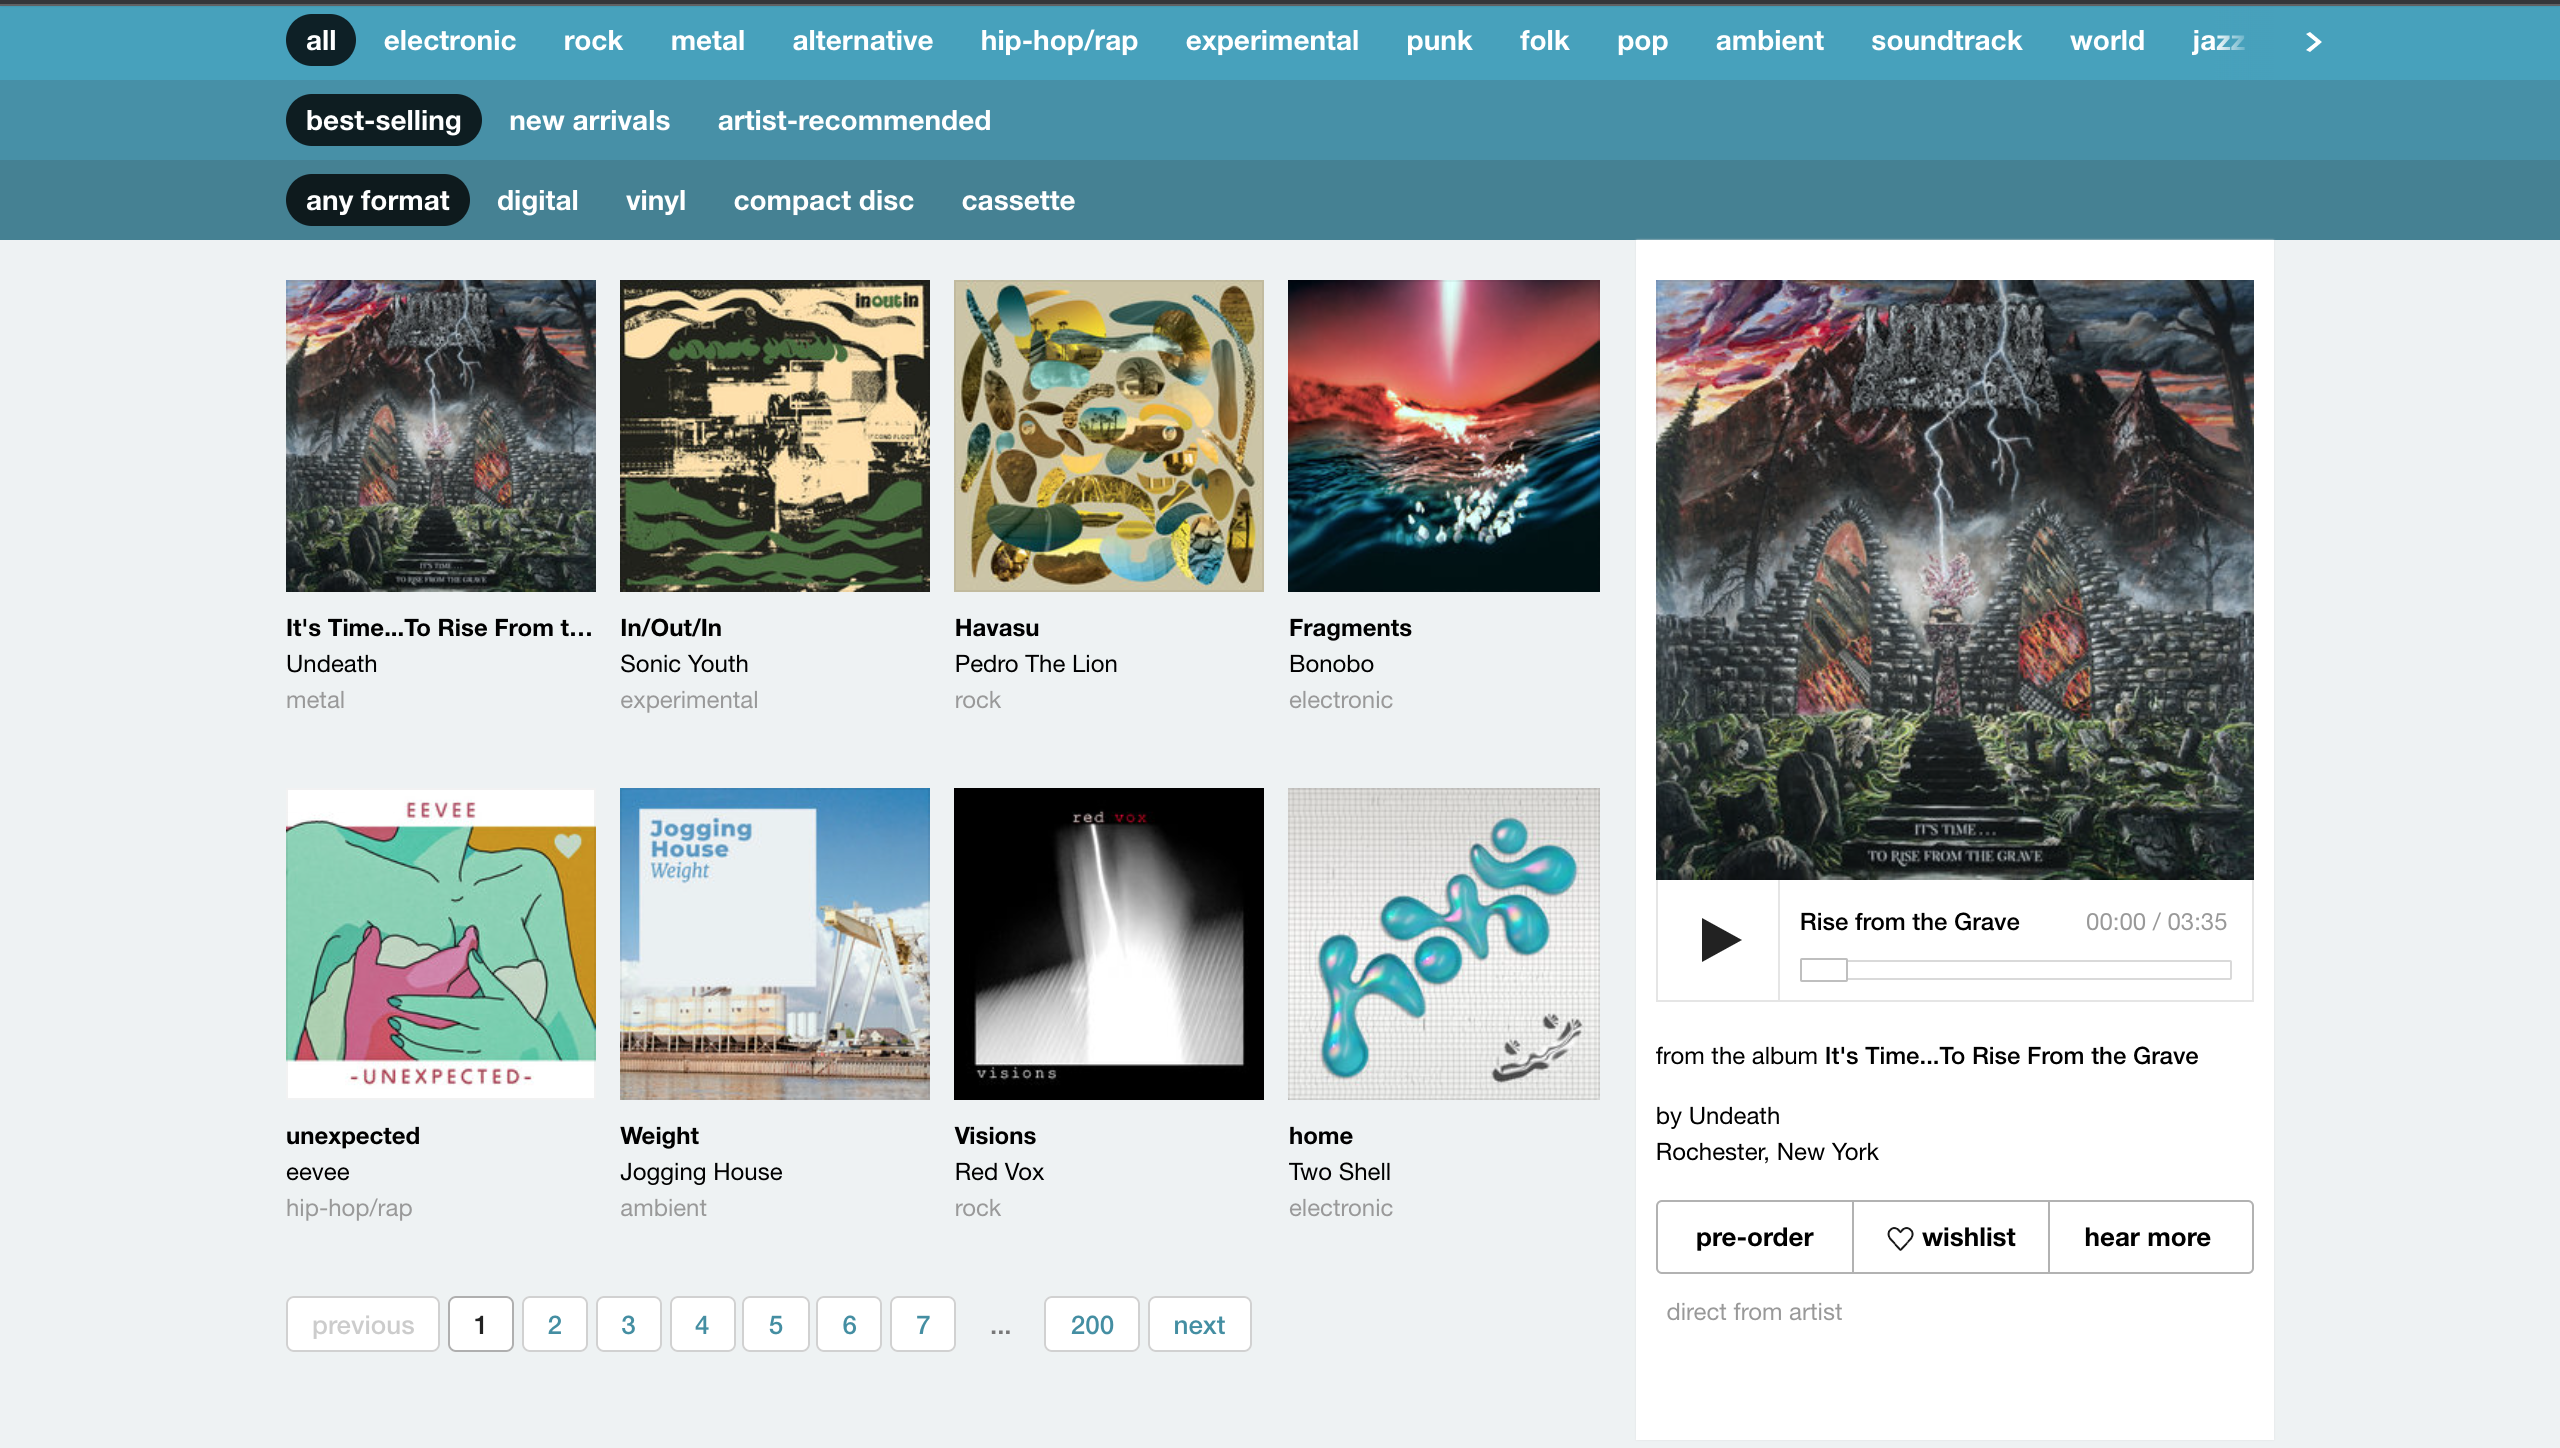 all electronic rock metal alternative hip-hop/rap experimental punk folk pop ambient soundtrack world jazz
best-selling new arrivals artist-recommended
any format digital vinyl compact disc cassette
inoutin
sonic youth
IT'S TIME...
TO RISE FROM THE GRAVE
It's Time...To Rise From t...
Undeath
metal
In/Out/In
Sonic Youth
experimental
Havasu
Pedro The Lion
rock
Fragments
Bonobo
electronic
EEVEE
-UNEXPECTED-
Jogging
House
Weight
red vox
visions
home
unexpected
eevee
hip-hop/rap
Weight
Jogging House
ambient
Visions
Red Vox
rock
home
Two Shell
electronic
previous 1 2 3 4 5 6 7 ... 200 next
IT'S TIME...
TO RISE FROM THE GRAVE
Rise from the Grave 00:00 / 03:35
from the album It's Time...To Rise From the Grave
by Undeath
Rochester, New York
pre-order wishlist hear more
direct from artist